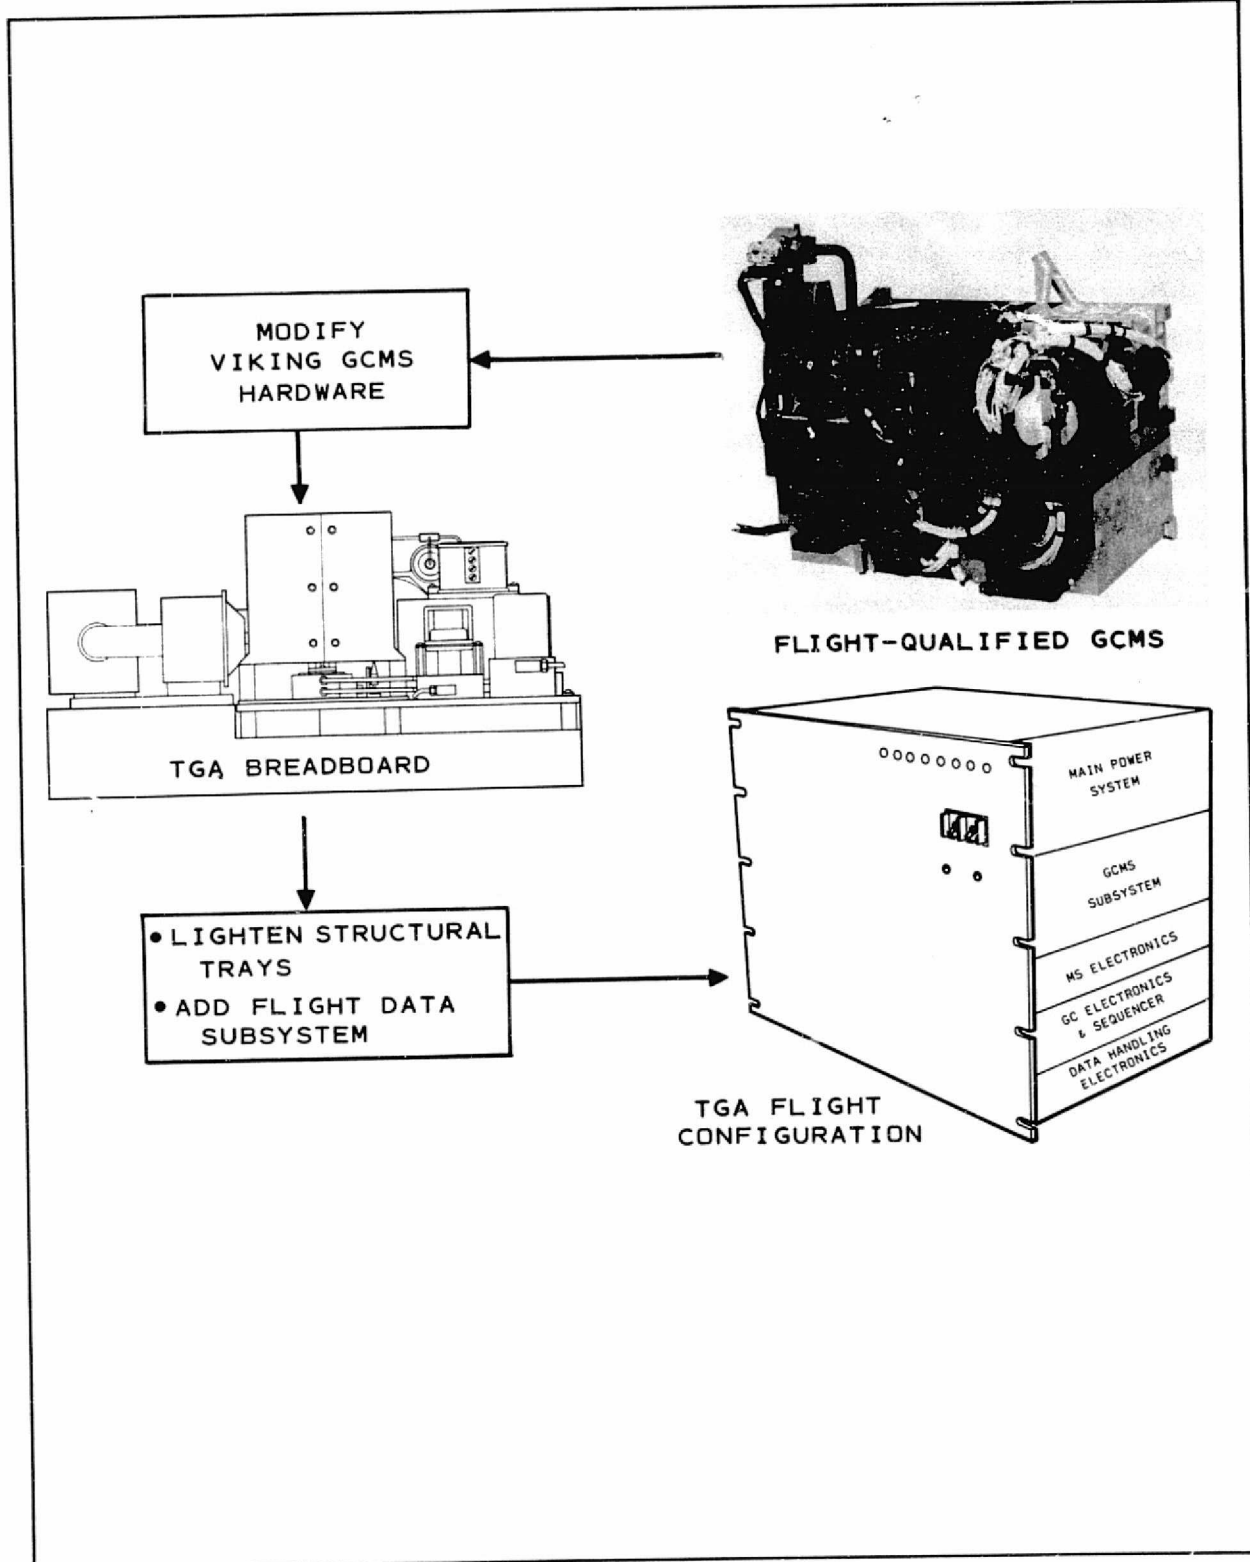 MODIFY
VIKING GCMS
HARDWARE
FLIGHT-QUALIFIED GCMS
TGA BREADBOARD
• LIGHTEN STRUCTURAL
TRAYS
• ADD FLIGHT DATA
SUBSYSTEM
MAIN POWER
SYSTEM
GCMS
SUBSYSTEM
MS ELECTRONICS
GC ELECTRONICS
& SEQUENCER
DATA HANDLING
ELECTRONICS
TGA FLIGHT
CONFIGURATION